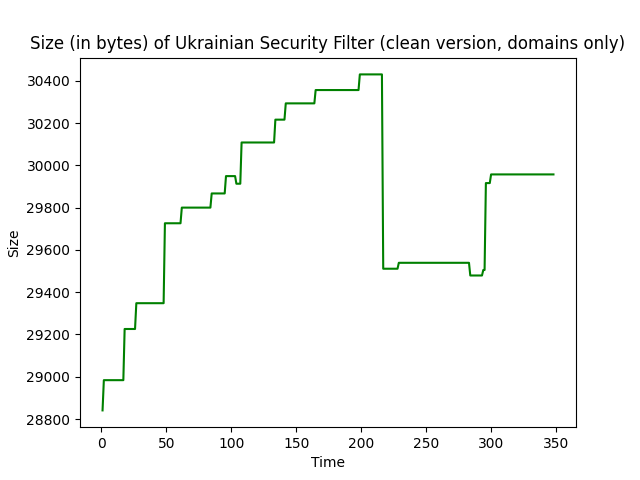 Size (in bytes) of Ukrainian Security Filter (clean version, domains only)
30400
30200
30000
29800
29600
29400
29200
29000
28800
Size
0 50 100 150 200 250 300 350
Time